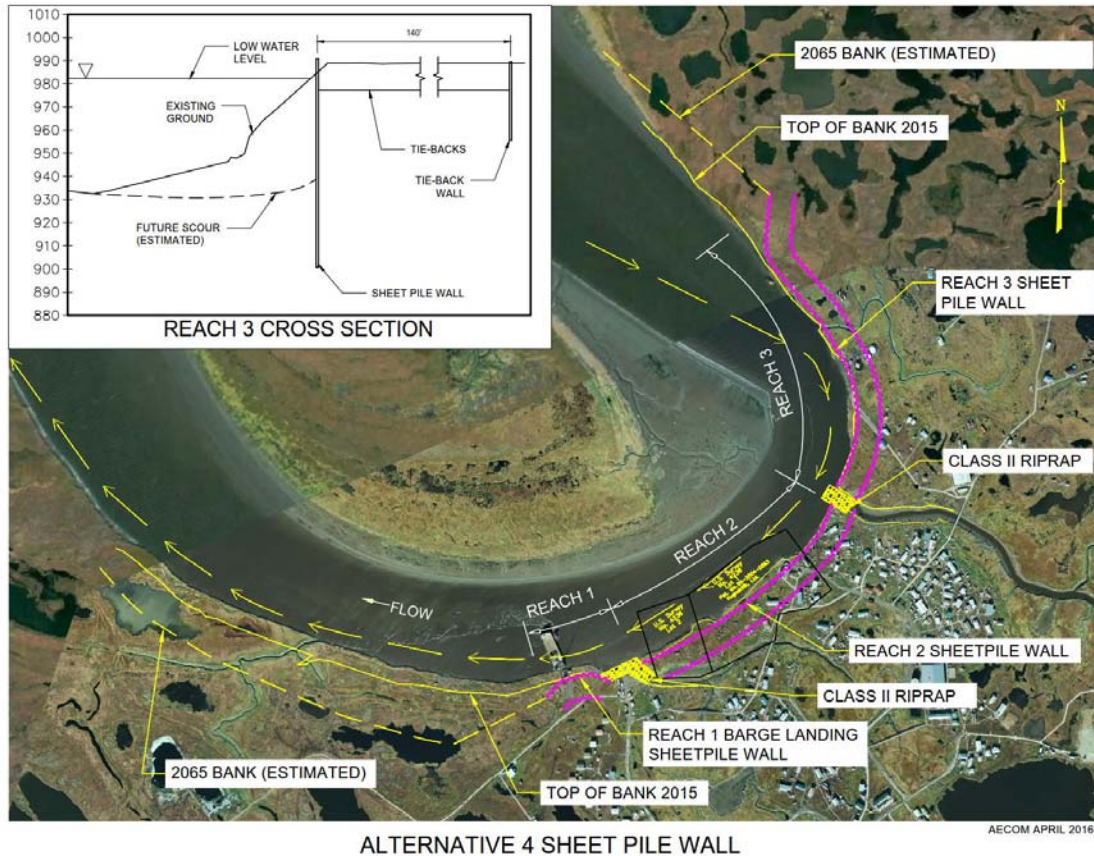 1010
1000
990
980
970
960
950
940
930
920
910
900
890
880
LOW WATER
LEVEL
EXISTING
GROUND
FUTURE SCOUR
(ESTIMATED)
140'
TIE-BACKS
TIE-BACK
WALL
SHEET PILE WALL
REACH 3 CROSS SECTION
2065 BANK (ESTIMATED)
TOP OF BANK 2015
N
REACH 3 SHEET
PILE WALL
REACH 3
CLASS II RIPRAP
REACH 2
REACH 1
FLOW
U.S. Survey
U.S. Survey
REACH 2 SHEETPILE WALL
CLASS II RIPRAP
REACH 1 BARGE LANDING
SHEETPILE WALL
2065 BANK (ESTIMATED)
TOP OF BANK 2015
AECOM APRIL 2016
ALTERNATIVE 4 SHEET PILE WALL